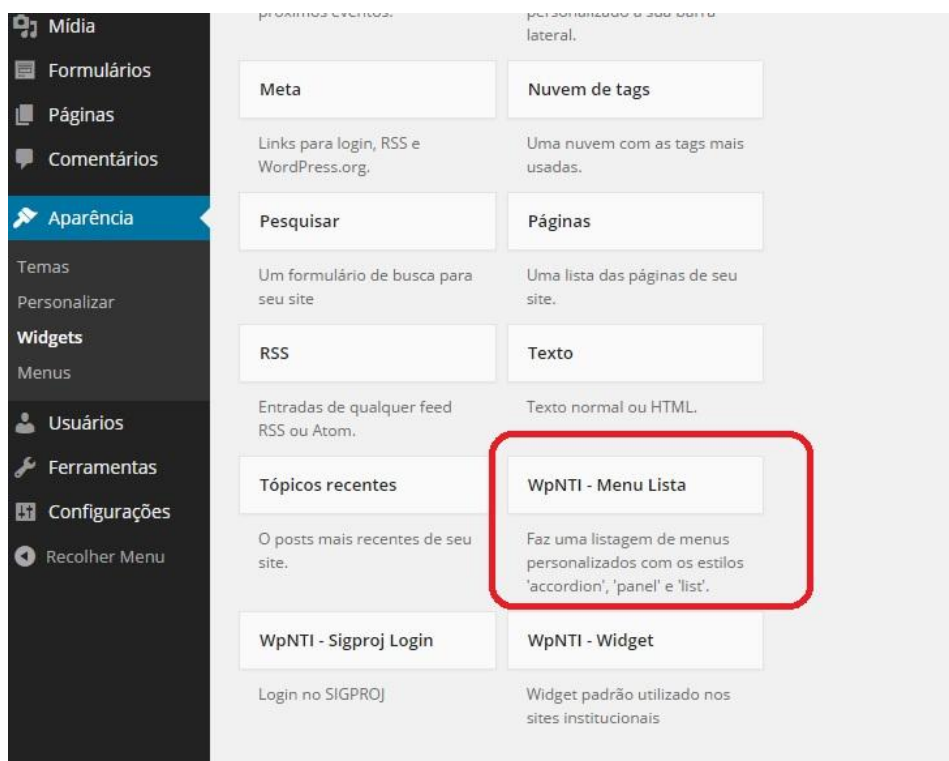 Mídia
Formulários
Páginas
Comentários
Aparência
Temas
Personalizar
Widgets
Menus
Usuários
Ferramentas
Configurações
Recolher Menu
próximos eventos.
personalizado à sua barra
lateral.
Meta
Links para login, RSS e
WordPress.org.
Nuvem de tags
Uma nuvem com as tags mais
usadas.
Pesquisar
Um formulário de busca para
seu site
Páginas
Uma lista das páginas de seu
site.
RSS
Entradas de qualquer feed
RSS ou Atom.
Texto
Texto normal ou HTML.
Tópicos recentes
O posts mais recentes de seu
site.
WpNTI - Menu Lista
Faz uma listagem de menus
personalizados com os estilos
'accordion', 'panel' e 'list'.
WpNTI - Sigproj Login
Login no SIGPROJ
WpNTI - Widget
Widget padrão utilizado nos
sites institucionais